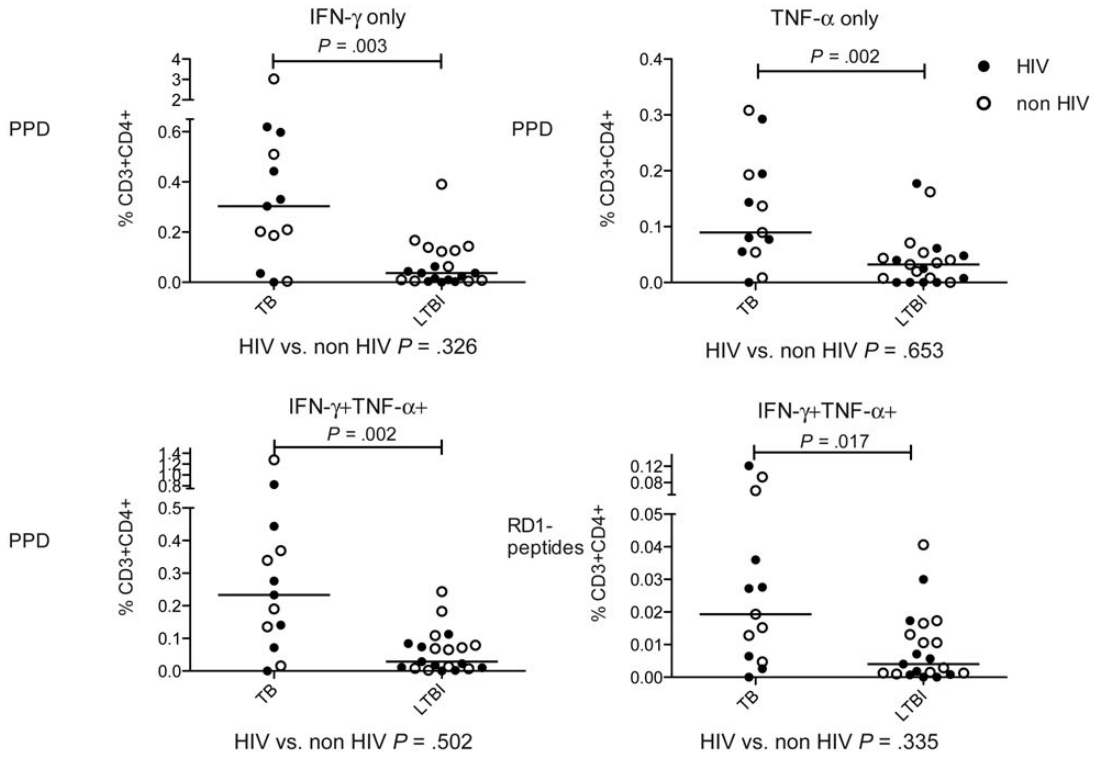 IFN-γ only
P = .003
PPD
% CD3+CD4+
4
3
2
0.6
0.4
0.2
0.0
TB
LTBI
HIV vs. non HIV P = .326
TNF-α only
P = .002
HIV
non HIV
PPD
% CD3+CD4+
0.4
0.3
0.2
0.1
0.0
TB
LTBI
HIV vs. non HIV P = .653
IFN-γ+TNF-α+
P = .002
PPD
% CD3+CD4+
1.4
1.2
1.0
0.8
0.5
0.4
0.3
0.2
0.1
0.0
TB
LTBI
HIV vs. non HIV P = .502
IFN-γ+TNF-α+
P = .017
RD1-
peptides
% CD3+CD4+
0.12
0.08
0.05
0.04
0.03
0.02
0.01
0.00
TB
LTBI
HIV vs. non HIV P = .335